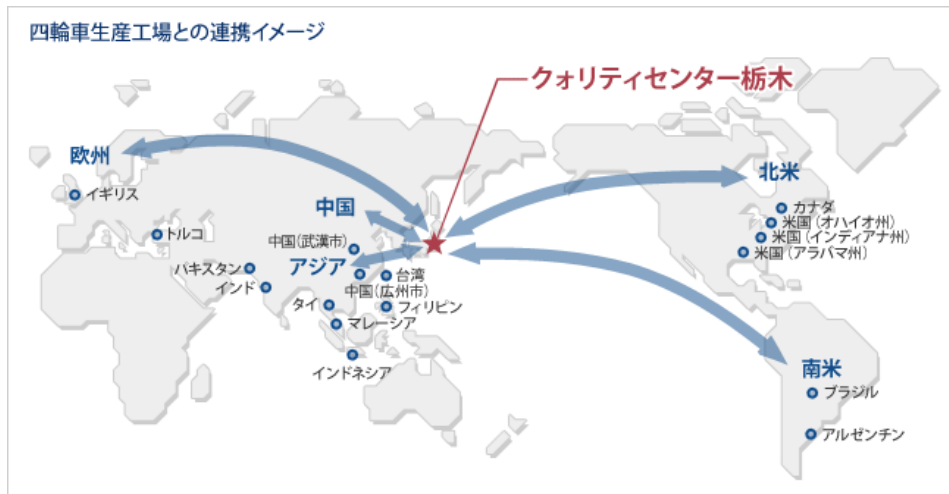 四輪車生産工場との連携イメージ
クォリティセンター栃木
欧州
イギリス
トルコ
中国
中国(武漢市)
アジア
パキスタン
インド
台湾
中国(広州市)
タイ
フィリピン
マレーシア
インドネシア
北米
カナダ
米国(オハイオ州)
米国(インディアナ州)
米国(アラバマ州)
南米
ブラジル
アルゼンチン